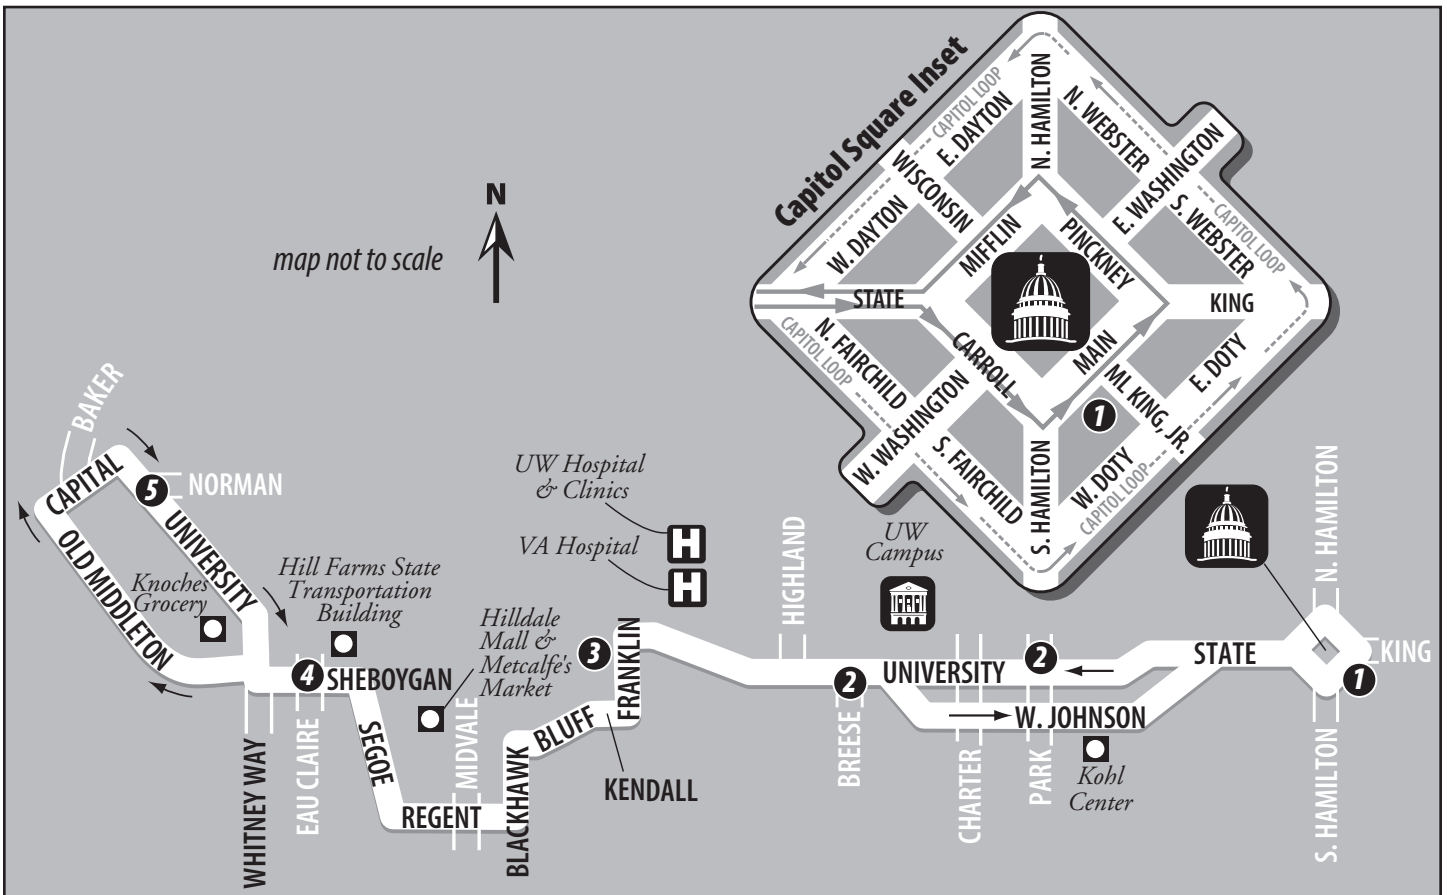 Capitol Square Inset
CAPITOL LOOP
E. DAYTON
N. HAMILTON
N. WEBSTER
E. WASHINGTON
WISCONSIN
W. DAYTON
MIFFLIN
PINCKNEY
S. WEBSTER
CAPITOL LOOP
STATE
KING
CAPITOL LOOP
N. FAIRCHILD
CARROLL
MAIN
E. DOTY
ML KING, JR.
1
W. WASHINGTON
S. FAIRCHILD
S. HAMILTON
W. DOTY
CAPITOL LOOP
N
map not to scale
BAKER
CAPITAL
5
NORMAN
UNIVERSITY
OLD MIDDLETON
Knoches
Grocery
Hill Farms State
Transportation
Building
4
SHEBOYGAN
WHITNEY WAY
EAU CLAIRE
SEGOE
Hilldale
Mall &
Metcalfe's
Market
MIDVALE
REGENT
BLACKHAWK
BLUFF
KENDALL
3
FRANKLIN
UW Hospital
& Clinics
H
VA Hospital
H
HIGHLAND
UW
Campus
2
BREESE
UNIVERSITY
2
W. JOHNSON
CHARTER
PARK
Kohl
Center
STATE
N. HAMILTON
KING
1
S. HAMILTON